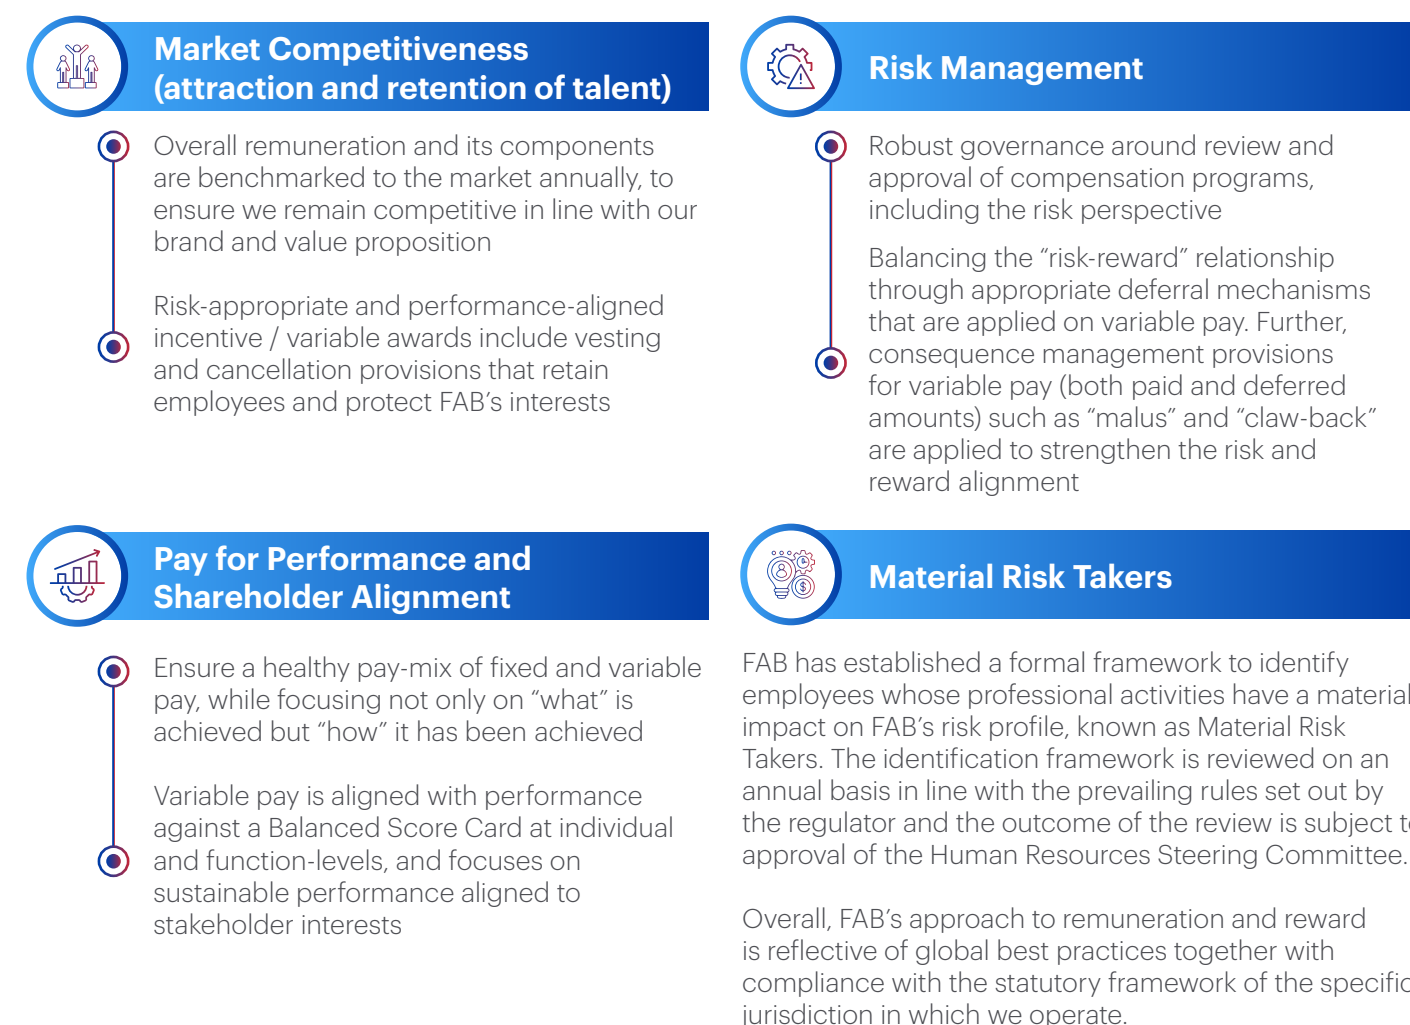 Market Competitiveness
(attraction and retention of talent)
Overall remuneration and its components
are benchmarked to the market annually, to
ensure we remain competitive in line with our
brand and value proposition
Risk-appropriate and performance-aligned
incentive / variable awards include vesting
and cancellation provisions that retain
employees and protect FAB’s interests
Risk Management
Robust governance around review and
approval of compensation programs,
including the risk perspective
Balancing the “risk-reward” relationship
through appropriate deferral mechanisms
that are applied on variable pay. Further,
consequence management provisions
for variable pay (both paid and deferred
amounts) such as “malus” and “claw-back”
are applied to strengthen the risk and
reward alignment
Pay for Performance and
Shareholder Alignment
Ensure a healthy pay-mix of fixed and variable
pay, while focusing not only on “what” is
achieved but “how” it has been achieved
Variable pay is aligned with performance
against a Balanced Score Card at individual
and function-levels, and focuses on
sustainable performance aligned to
stakeholder interests
Material Risk Takers
FAB has established a formal framework to identify
employees whose professional activities have a material
impact on FAB’s risk profile, known as Material Risk
Takers. The identification framework is reviewed on an
annual basis in line with the prevailing rules set out by
the regulator and the outcome of the review is subject to
approval of the Human Resources Steering Committee.
Overall, FAB’s approach to remuneration and reward
is reflective of global best practices together with
compliance with the statutory framework of the specific
jurisdiction in which we operate.